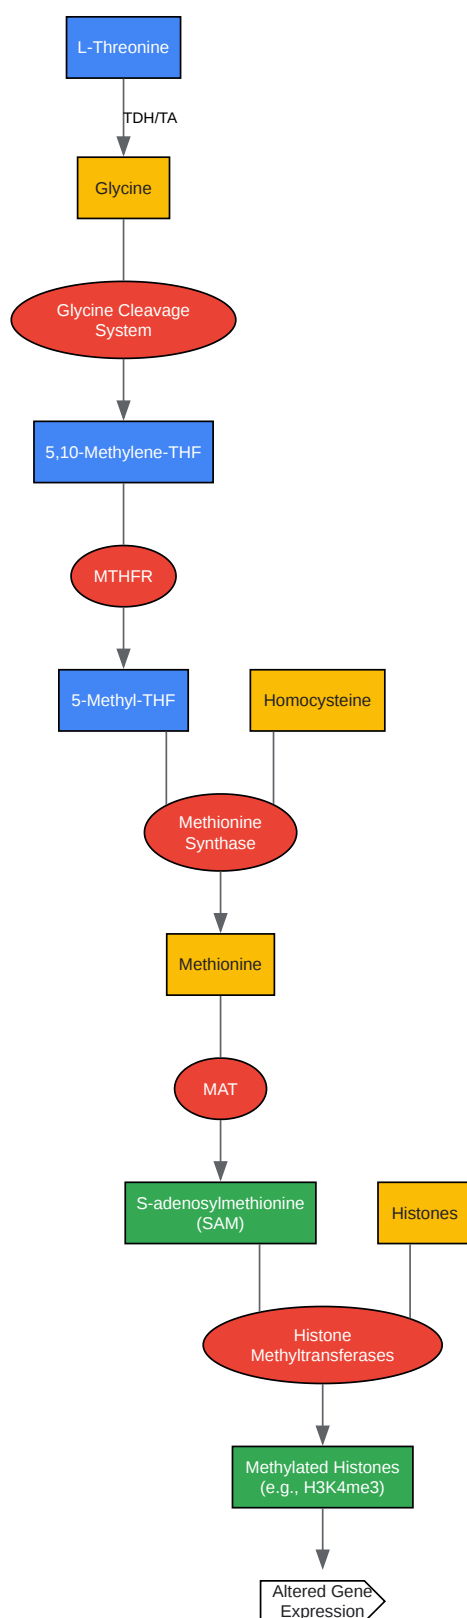 L-Threonine
TDH/TA
Glycine
Glycine Cleavage
System
5,10-Methylene-THF
MTHFR
5-Methyl-THF
Homocysteine
Methionine
Synthase
Methionine
MAT
S-adenosylmethionine
(SAM)
Histones
Histone
Methyltransferases
Methylated Histones
(e.g., H3K4me3)
Altered Gene
Expression